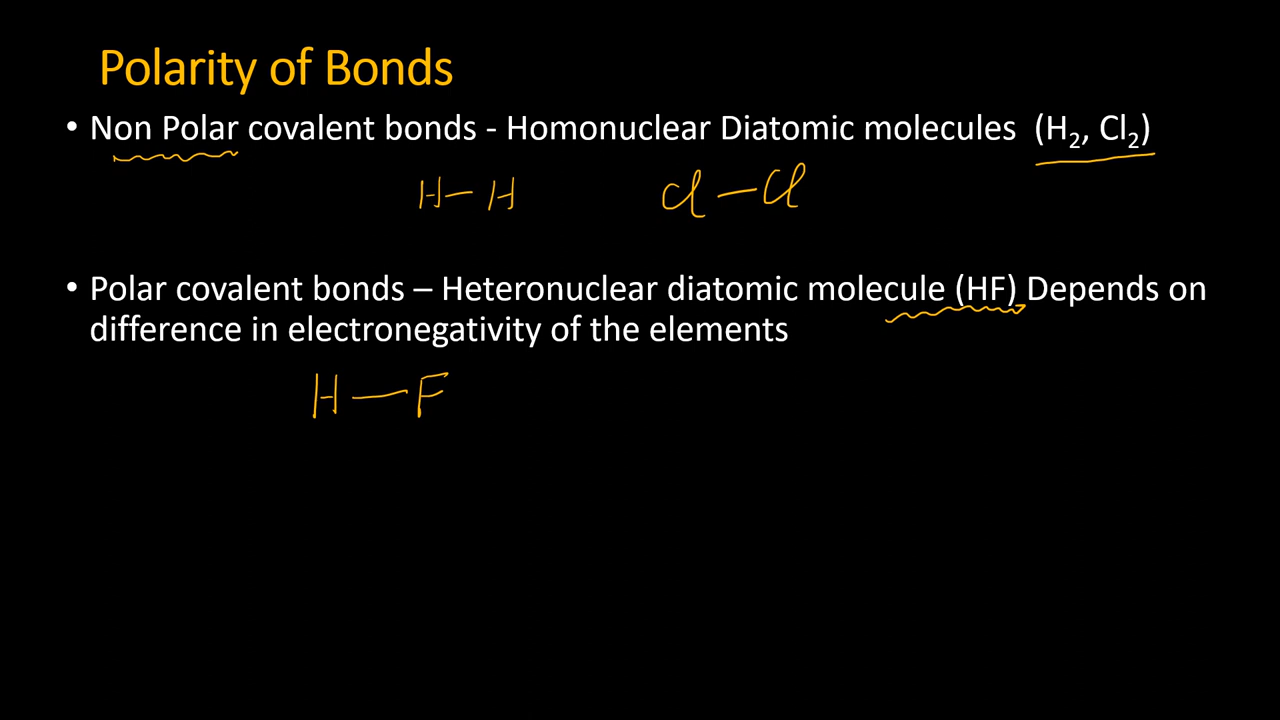 Polarity of Bonds
• Non Polar covalent bonds - Homonuclear Diatomic molecules (H₂, Cl₂)
H—H Cl—Cl
• Polar covalent bonds – Heteronuclear diatomic molecule (HF) Depends on
difference in electronegativity of the elements
H—F